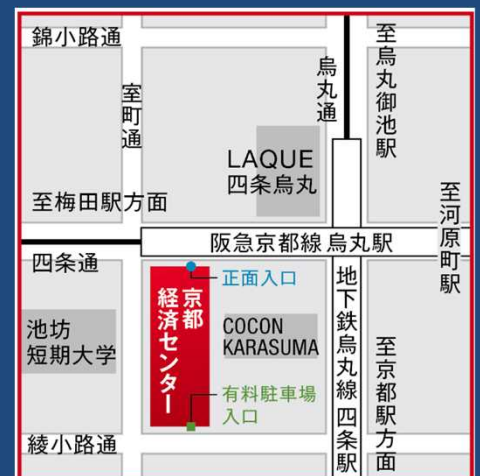 錦小路通
室町通
烏丸通
至烏丸御池駅
LAQUE
四条烏丸
至梅田駅方面
至河原町駅
阪急京都線 烏丸駅
四条通
正面入口
京都
経済センター
池坊
短期大学
COCON
KARASUMA
地下鉄烏丸線 四条駅
至京都駅方面
有料駐車場
入口
綾小路通